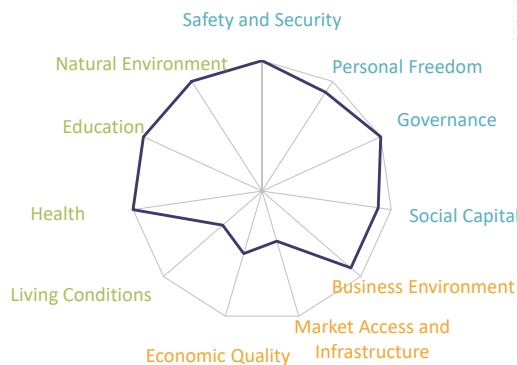 Safety and Security
Natural Environment
Personal Freedom
Education
Governance
Health
Social Capital
Living Conditions
Business Environment
Market Access and
Infrastructure
Economic Quality